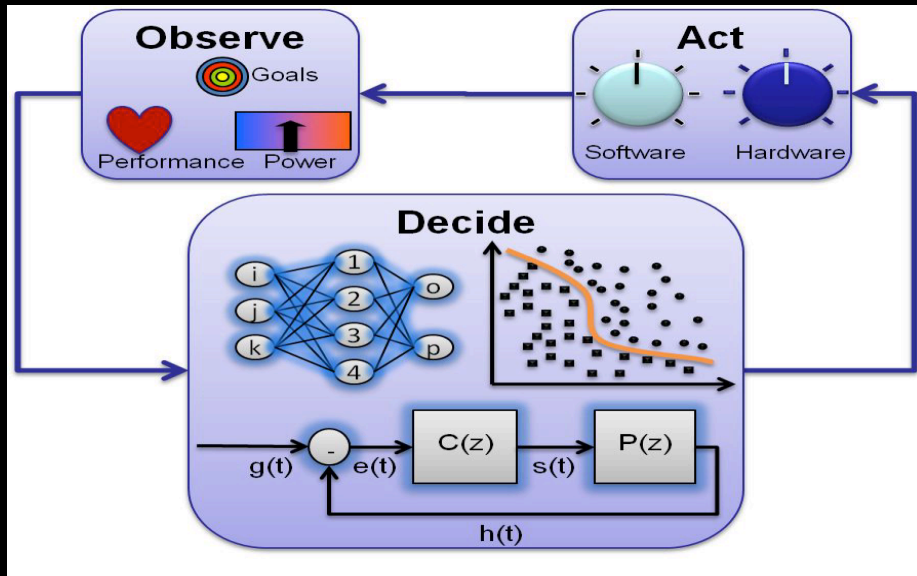 Observe
Goals
Performance Power
Act
Software Hardware
Decide
i
j
k
1
2
3
4
o
p
g(t) - e(t) C(z) s(t) P(z)
h(t)